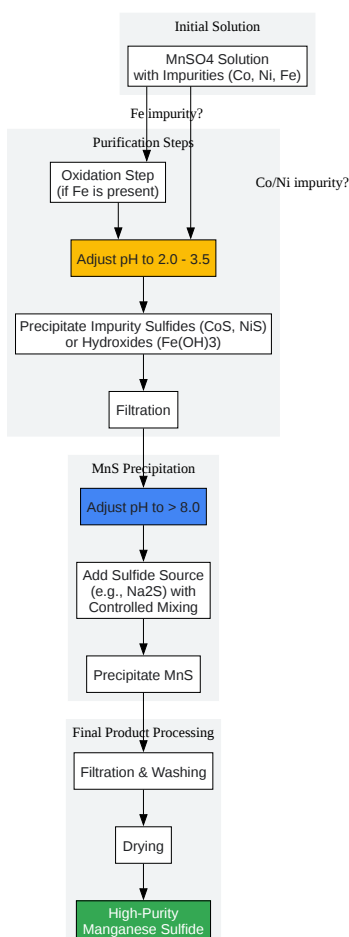 Initial Solution
MnSO4 Solution
with Impurities (Co, Ni, Fe)
Fe impurity?
Purification Steps
Oxidation Step
(if Fe is present)
Co/Ni impurity?
Adjust pH to 2.0 - 3.5
Precipitate Impurity Sulfides (CoS, NiS)
or Hydroxides (Fe(OH)3)
Filtration
MnS Precipitation
Adjust pH to > 8.0
Add Sulfide Source
(e.g., Na2S) with
Controlled Mixing
Precipitate MnS
Final Product Processing
Filtration & Washing
Drying
High-Purity
Manganese Sulfide